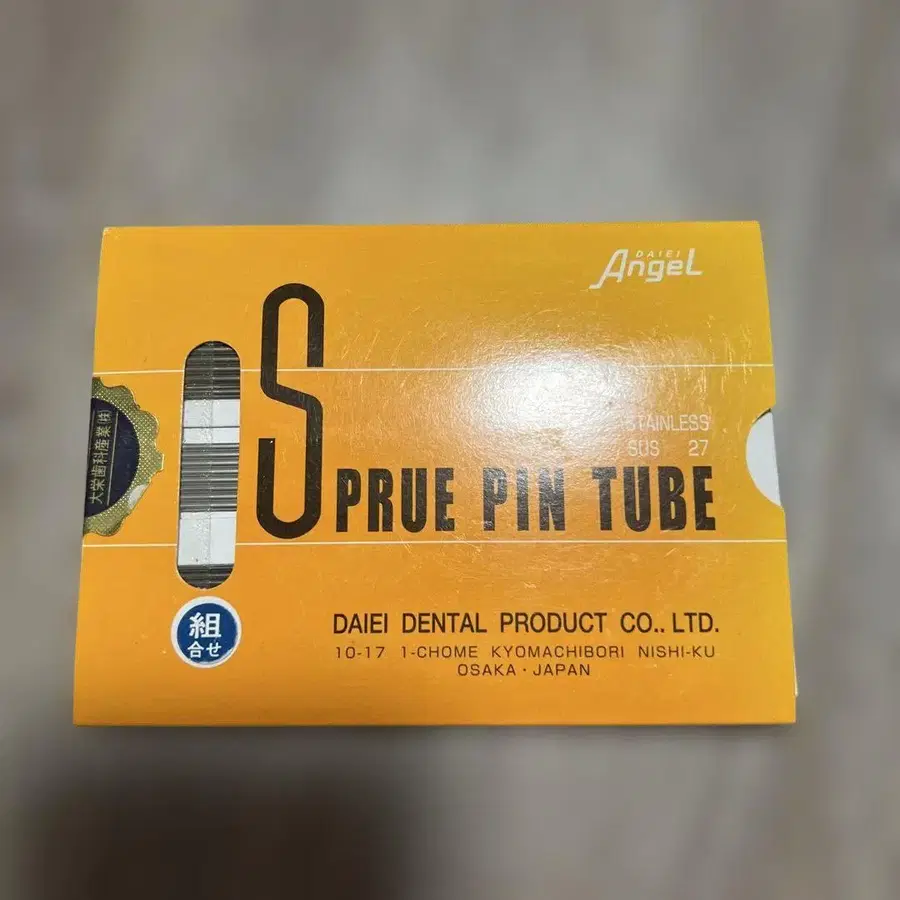 DAIEI
Angel
STAINLESS
SUS 27
SPRUE PIN TUBE
大栄歯科産業(株)
組
合せ
DAIEI DENTAL PRODUCT CO.. LTD.
10-17 1-CHOME KYOMACHIBORI NISHI-KU
OSAKA・JAPAN